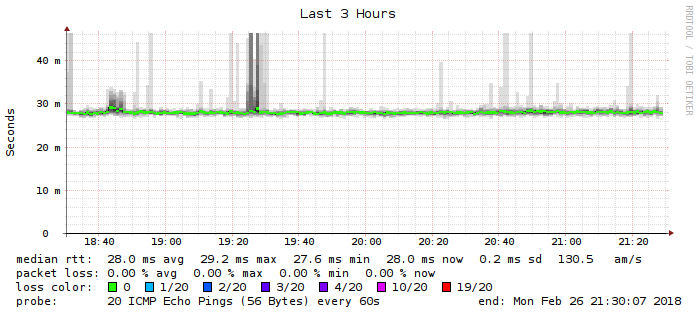 Last 3 Hours
RRDTOOL / TOBI OETIKER
Seconds
40 m
30 m
20 m
10 m
0
18:40 19:00 19:20 19:40 20:00 20:20 20:40 21:00 21:20
median rtt: 28.0 ms avg 29.2 ms max 27.6 ms min 28.0 ms now 0.2 ms sd 130.5 am/s
packet loss: 0.00 % avg 0.00 % max 0.00 % min 0.00 % now
loss color: 0 1/20 2/20 3/20 4/20 10/20 19/20
probe: 20 ICMP Echo Pings (56 Bytes) every 60s end: Mon Feb 26 21:30:07 2018